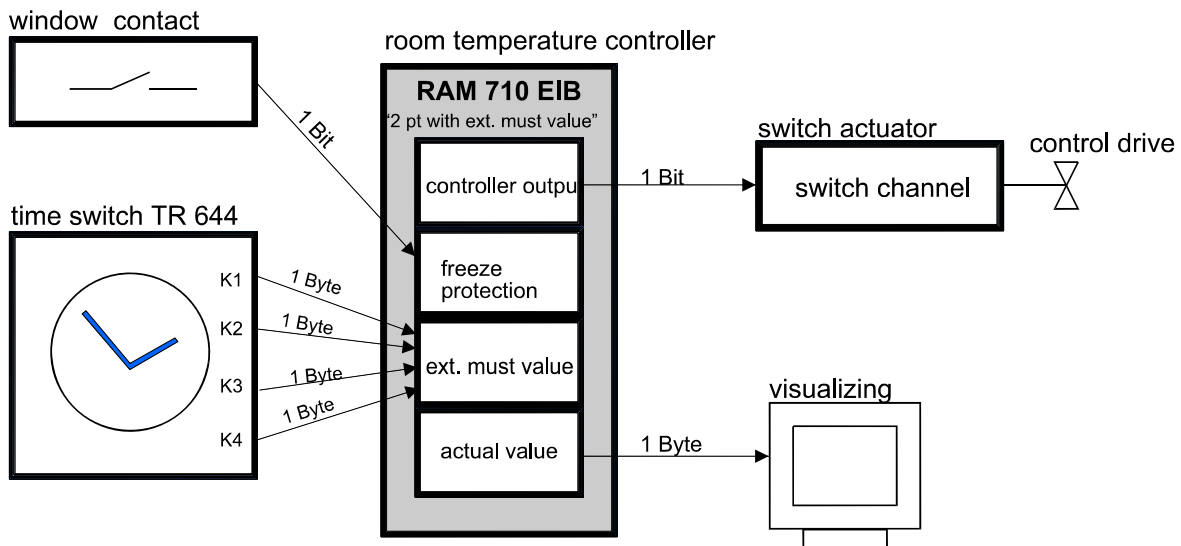 window  contact
room temperature controller
RAM 710 EIB
‘2 pt with ext. must value”
1 Bit
switch actuator
control drive
controller outpu
1 Bit
switch channel
time switch TR 644
K1
1 Byte
freeze
protection
K2
1 Byte
K3
1 Byte
ext. must value
K4
1 Byte
visualizing
actual value
1 Byte